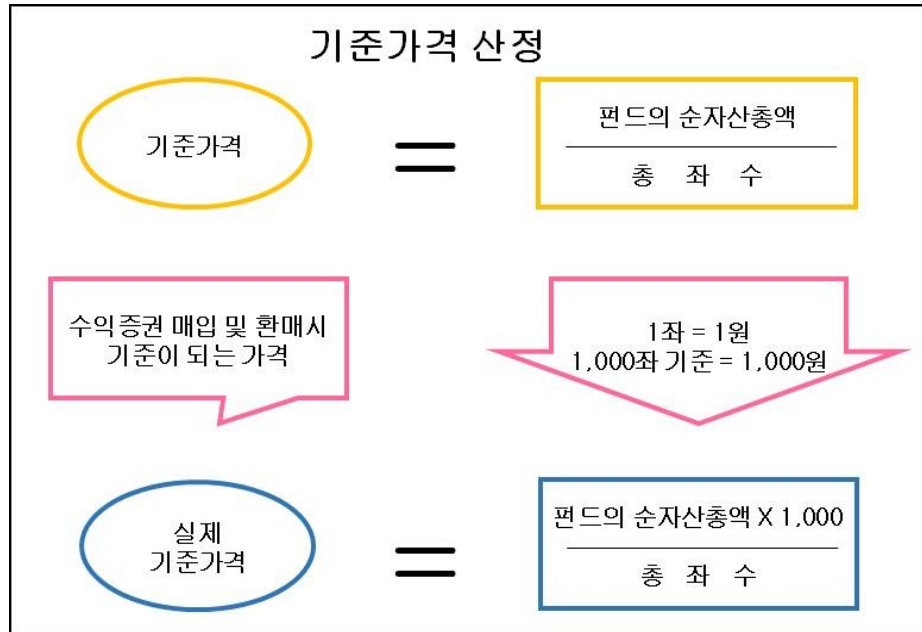 기준가격 산정
기준가격
=
펀드의 순자산총액
총 좌 수
수익증권 매입 및 환매시
기준이 되는 가격
1좌 = 1원
1,000좌 기준 = 1,000원
실제
기준가격
=
펀드의 순자산총액 X 1,000
총 좌 수